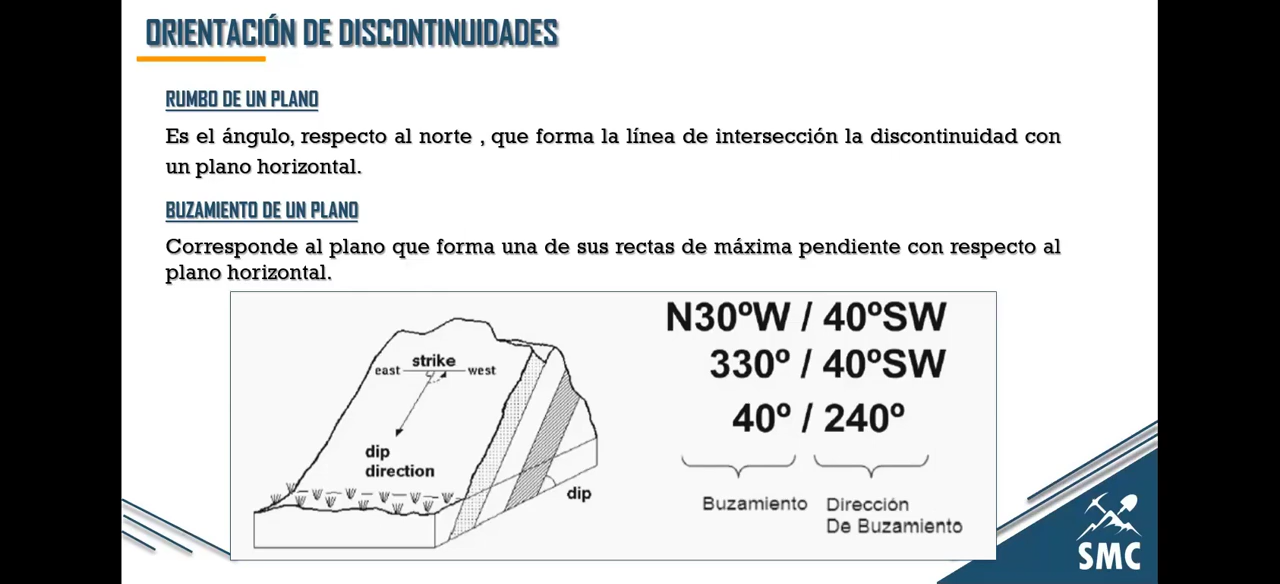 ORIENTACIÓN DE DISCONTINUIDADES
RUMBO DE UN PLANO
Es el ángulo, respecto al norte , que forma la línea de intersección la discontinuidad con
un plano horizontal.
BUZAMIENTO DE UN PLANO
Corresponde al plano que forma una de sus rectas de máxima pendiente con respecto al
plano horizontal.
strike
east
west
dip
direction
dip
N30ºW / 40ºSW
330º / 40ºSW
40º / 240º
Buzamiento
Dirección
De Buzamiento
SMC